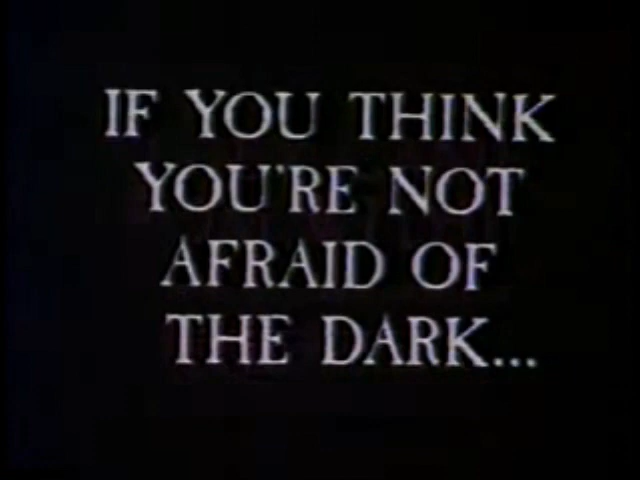 IF YOU THINK
YOU'RE NOT
AFRAID OF
THE DARK...